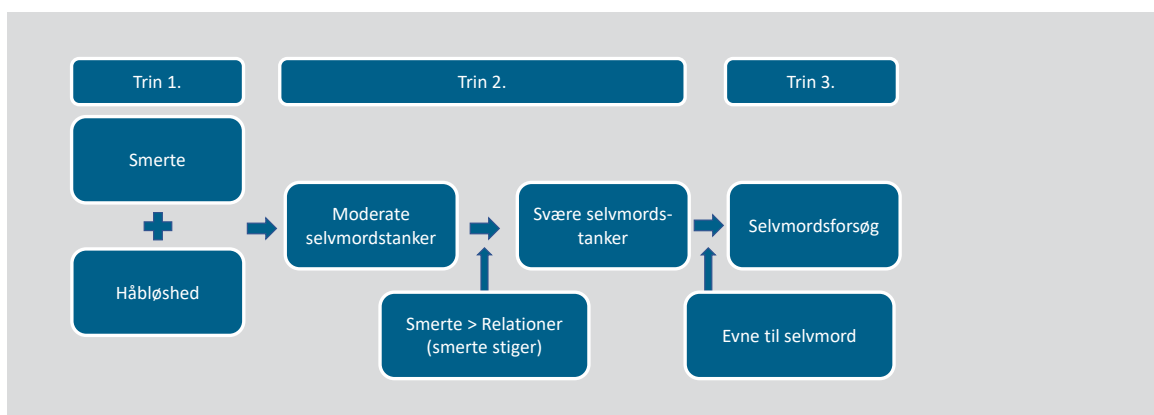 Trin 1.
Trin 2.
Trin 3.
Smerte
Håbløshed
Moderate
selvmordstanker
Smerte > Relationer
(smerte stiger)
Svære selvmords-
tanker
Selvmordsforsøg
Evne til selvmord